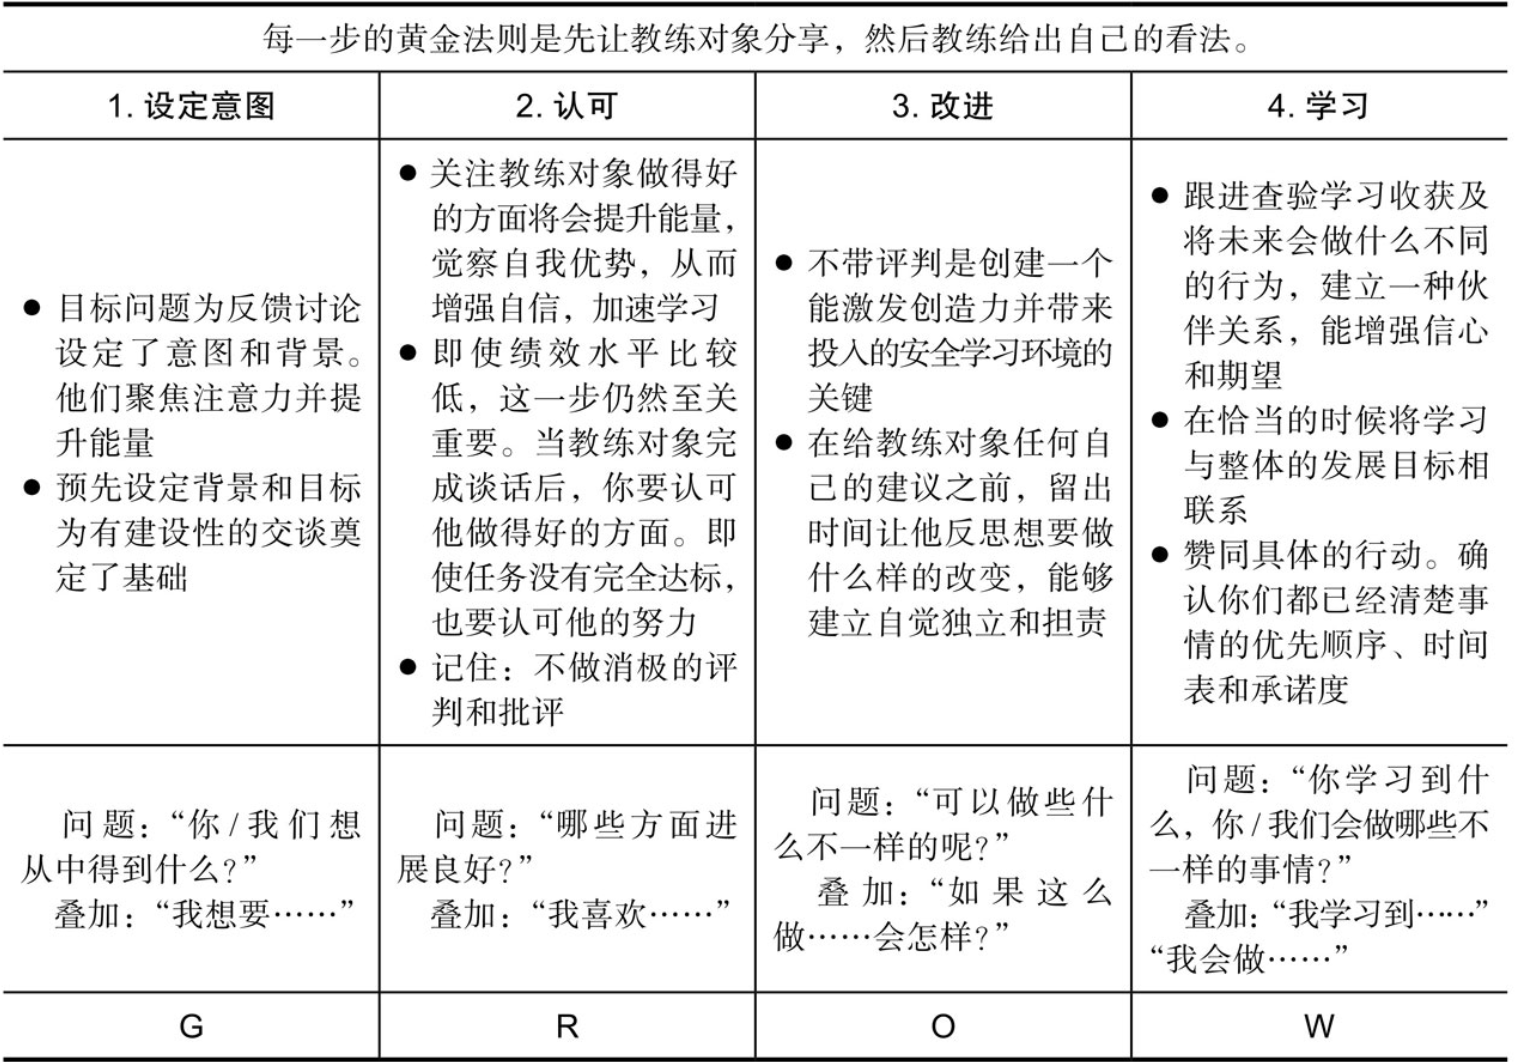 每一步的黄金法则是先让教练对象分享，然后教练给出自己的看法。
1. 设定意图
2. 认可
3. 改进
4. 学习
● 目标问题为反馈讨论
设定了意图和背景。
他们聚焦注意力并提
升能量
● 预先设定背景和目标
为有建设性的交谈奠
定了基础
● 关注教练对象做得好
的方面将会提升能量，
觉察自我优势，从而
增强自信，加速学习
● 即使绩效水平比较
低，这一步仍然至关
重要。当教练对象完
成谈话后，你要认可
他做得好的方面。即
使任务没有完全达标，
也要认可他的努力
● 记住：不做消极的评
判和批评
● 不带评判是创建一个
能激发创造力并带来
投入的安全学习环境的
关键
● 在给教练对象任何自
己的建议之前，留出
时间让他反思想要做
什么样的改变，能够
建立自觉独立和担责
● 跟进查验学习收获及
将未来会做什么不同
的行为，建立一种伙
伴关系，能增强信心
和期望
● 在恰当的时候将学习
与整体的发展目标相
联系
● 赞同具体的行动。确
认你们都已经清楚事
情的优先顺序、时间
表和承诺度
问题：“你/我们想
从中得到什么？”
叠加：“我想要……”
问题：“哪些方面进
展良好？”
叠加：“我喜欢……”
问题：“可以做些什
么不一样的呢？”
叠加：“如果这么
做……会怎样？”
问题：“你学习到什
么，你/我们会做哪些不
一样的事情？”
叠加：“我学习到……”
“我会做……”
G
R
O
W